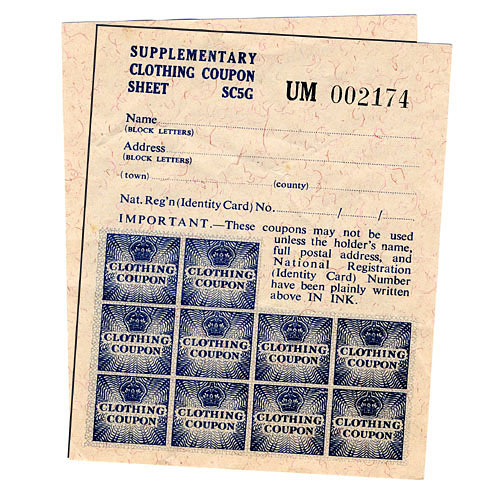 SUPPLEMENTARY
CLOTHING COUPON
SHEET SC5G
UM 002174
Name
(BLOCK LETTERS)
Address
(BLOCK LETTERS)
(town) (county)
Nat. Reg'n (Identity Card) No. / /
IMPORTANT.—These coupons may not be used
unless the holder's name,
full postal address, and
National Registration
(Identity Card) Number
have been plainly written
above IN INK.
CLOTHING COUPON CLOTHING COUPON
CLOTHING COUPON CLOTHING COUPON CLOTHING COUPON CLOTHING COUPON
CLOTHING COUPON CLOTHING COUPON CLOTHING COUPON CLOTHING COUPON